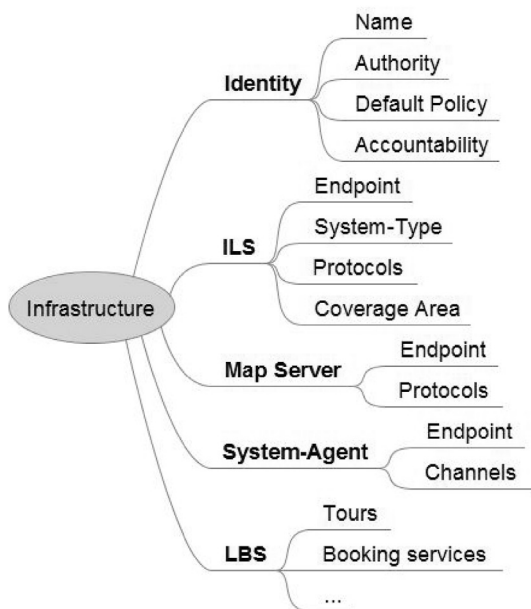 Infrastructure
Identity
Name
Authority
Default Policy
Accountability
ILS
Endpoint
System-Type
Protocols
Coverage Area
Map Server
Endpoint
Protocols
System-Agent
Endpoint
Channels
LBS
Tours
Booking services
...